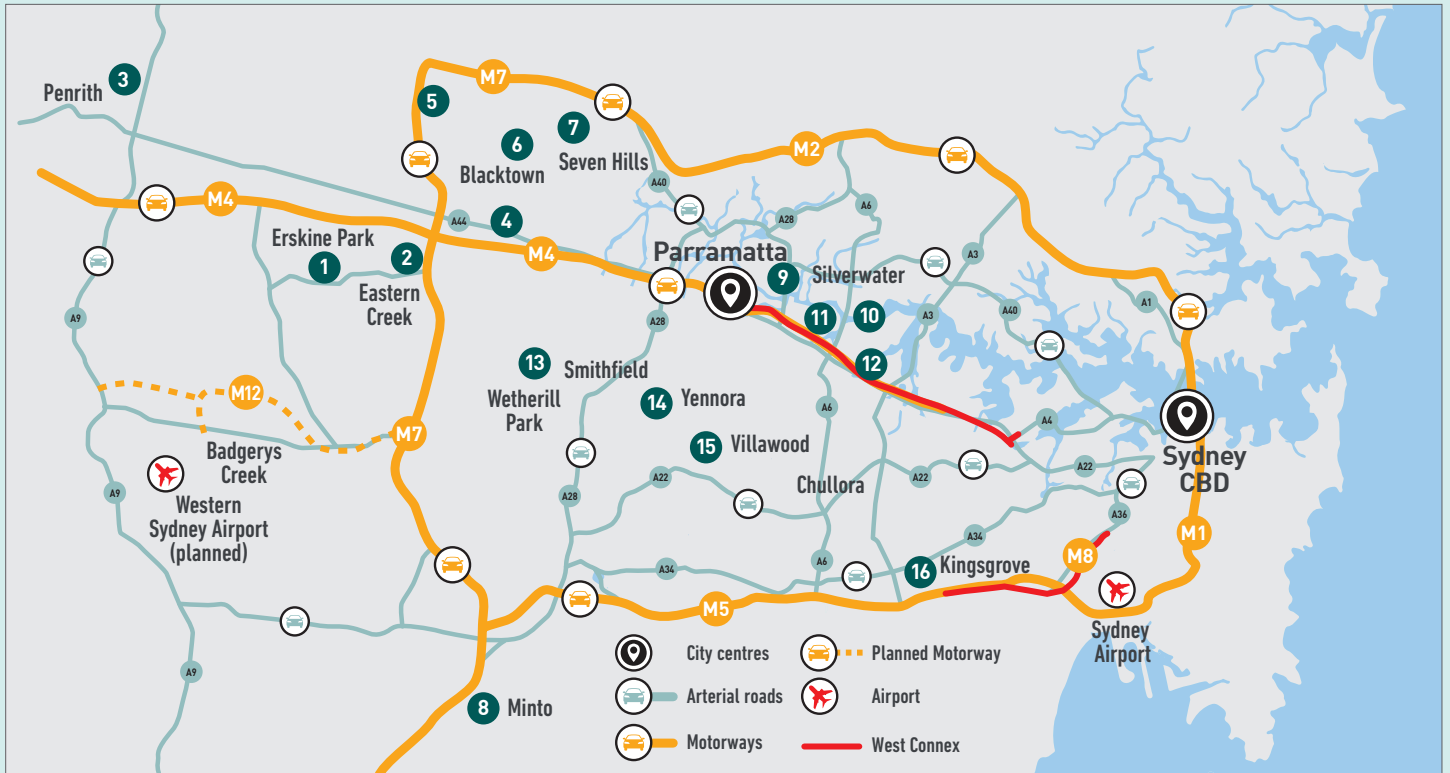 3
Penrith
M7
5
7
6
Seven Hills
Blacktown
M2
A40
M4
A44
4
A28
A6
Erskine Park
1
2
Eastern
Creek
M4
Parramatta
9
Silverwater
A3
A9
A28
11
10
A3
A40
A1
12
13
Smithfield
Wetherill
Park
14
Yennora
M12
A6
A4
Sydney
CBD
M7
15
Villawood
Badgerys
Creek
A22
A22
A22
Chullora
A9
Western
Sydney Airport
(planned)
A28
A36
A34
M1
A6
M8
A34
16
Kingsgrove
M5
Sydney
Airport
A9
8
Minto
City centres
Planned Motorway
Arterial roads
Airport
Motorways
West Connex